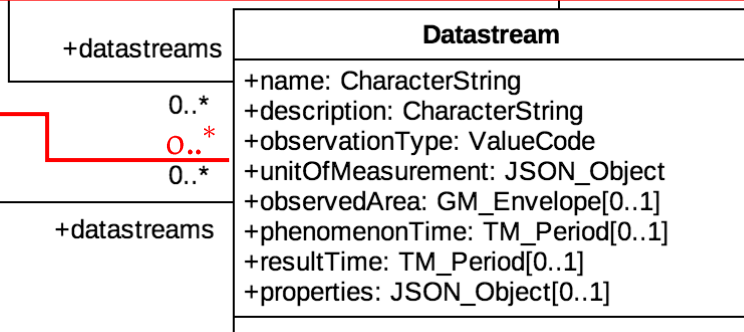 +datastreams
0..*
0..*
0..*
+datastreams
Datastream
+name: CharacterString
+description: CharacterString
+observationType: ValueCode
+unitOfMeasurement: JSON_Object
+observedArea: GM_Envelope[0..1]
+phenomenonTime: TM_Period[0..1]
+resultTime: TM_Period[0..1]
+properties: JSON_Object[0..1]